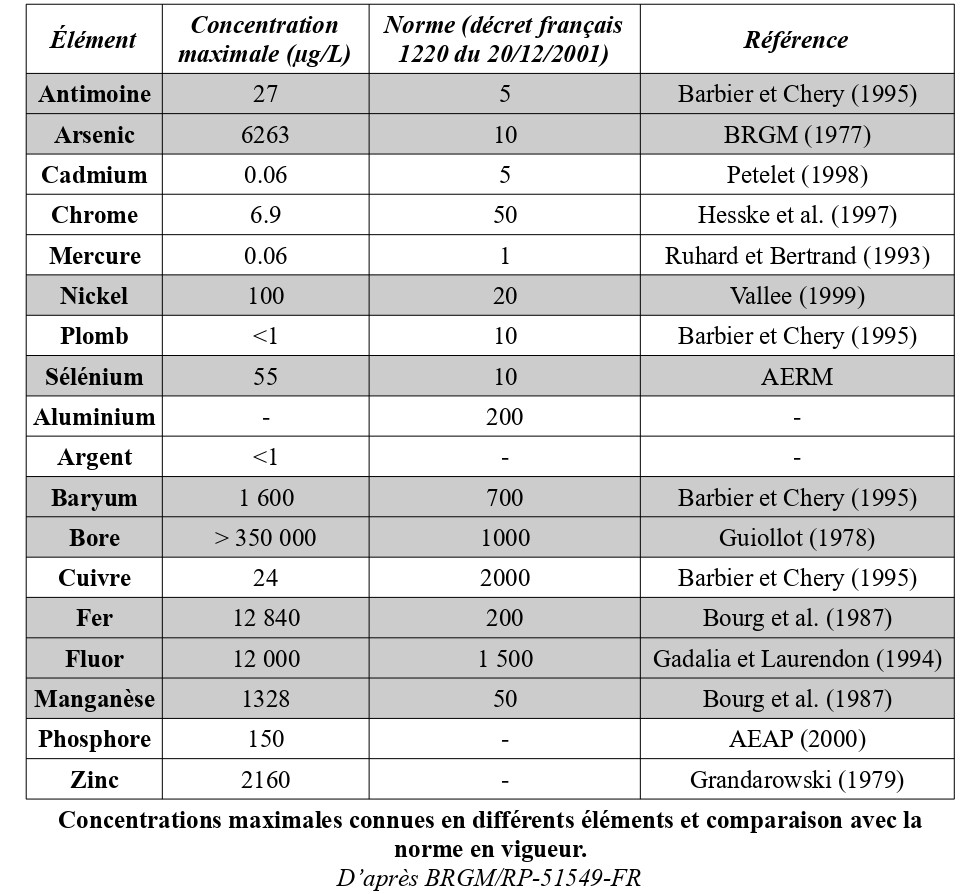 Élément Concentration maximale (µg/L) Norme (décret français 1220 du 20/12/2001) Référence
Antimoine 27 5 Barbier et Chery (1995)
Arsenic 6263 10 BRGM (1977)
Cadmium 0.06 5 Petelet (1998)
Chrome 6.9 50 Hesske et al. (1997)
Mercure 0.06 1 Ruhard et Bertrand (1993)
Nickel 100 20 Vallee (1999)
Plomb <1 10 Barbier et Chery (1995)
Sélénium 55 10 AERM
Aluminium - 200 -
Argent <1 - -
Baryum 1 600 700 Barbier et Chery (1995)
Bore > 350 000 1000 Guiollot (1978)
Cuivre 24 2000 Barbier et Chery (1995)
Fer 12 840 200 Bourg et al. (1987)
Fluor 12 000 1 500 Gadalia et Laurendon (1994)
Manganèse 1328 50 Bourg et al. (1987)
Phosphore 150 - AEAP (2000)
Zinc 2160 - Grandarowski (1979)
Concentrations maximales connues en différents éléments et comparaison avec la
norme en vigueur.
D’après BRGM/RP-51549-FR